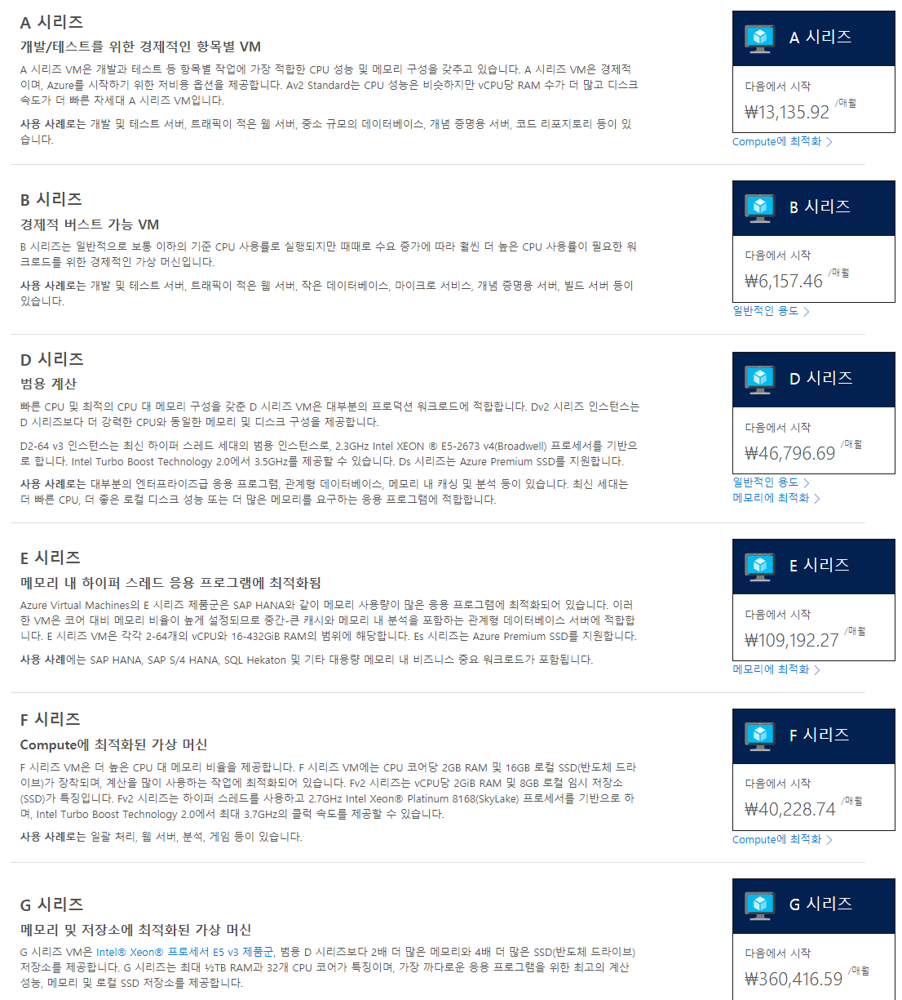 A 시리즈
개발/테스트를 위한 경제적인 항목별 VM
A 시리즈 VM은 개발과 테스트 등 항목별 작업에 가장 적합한 CPU 성능 및 메모리 구성을 갖추고 있습니다. A 시리즈 VM은 경제적
이며, Azure를 시작하기 위한 저비용 옵션을 제공합니다. Av2 Standard는 CPU 성능은 비슷하지만 vCPU당 RAM 수가 더 많고 디스크
속도가 더 빠른 차세대 A 시리즈 VM입니다.
사용 사례로는 개발 및 테스트 서버, 트래픽이 적은 웹 서버, 중소 규모의 데이터베이스, 개념 증명용 서버, 코드 리포지토리 등이 있
습니다.
A 시리즈
다음에서 시작
₩13,135.92 /매월
Compute에 최적화 >
B 시리즈
경제적 버스트 가능 VM
B 시리즈는 일반적으로 보통 이하의 기준 CPU 사용률로 실행되지만 때때로 수요 증가에 따라 훨씬 더 높은 CPU 사용률이 필요한 워
크로드를 위한 경제적인 가상 머신입니다.
사용 사례로는 개발 및 테스트 서버, 트래픽이 적은 웹 서버, 작은 데이터베이스, 마이크로 서비스, 개념 증명용 서버, 빌드 서버 등이
있습니다.
B 시리즈
다음에서 시작
₩6,157.46 /매월
일반적인 용도 >
D 시리즈
범용 계산
빠른 CPU 및 최적의 CPU 대 메모리 구성을 갖춘 D 시리즈 VM은 대부분의 프로덕션 워크로드에 적합합니다. Dv2 시리즈 인스턴스는
D 시리즈보다 더 강력한 CPU와 동일한 메모리 및 디스크 구성을 제공합니다.
D2-64 v3 인스턴스는 최신 하이퍼 스레드 세대의 범용 인스턴스로, 2.3GHz Intel XEON ® E5-2673 v4(Broadwell) 프로세서를 기반으
로 합니다. Intel Turbo Boost Technology 2.0에서 3.5GHz를 제공할 수 있습니다. Ds 시리즈는 Azure Premium SSD를 지원합니다.
사용 사례로는 대부분의 엔터프라이즈급 응용 프로그램, 관계형 데이터베이스, 메모리 내 캐싱 및 분석 등이 있습니다. 최신 세대는
더 빠른 CPU, 더 좋은 로컬 디스크 성능 또는 더 많은 메모리를 요구하는 응용 프로그램에 적합합니다.
D 시리즈
다음에서 시작
₩46,796.69 /매월
일반적인 용도 >
메모리에 최적화 >
E 시리즈
메모리 내 하이퍼 스레드 응용 프로그램에 최적화됨
Azure Virtual Machines의 E 시리즈 제품군은 SAP HANA와 같이 메모리 사용량이 많은 응용 프로그램에 최적화되어 있습니다. 이러
한 VM은 코어 대비 메모리 비율이 높게 설정되므로 중간-큰 캐시와 메모리 내 분석을 포함하는 관계형 데이터베이스 서버에 적합합
니다. E 시리즈 VM은 각각 2-64개의 vCPU와 16-432GiB RAM의 범위에 해당합니다. Es 시리즈는 Azure Premium SSD를 지원합니다.
사용 사례에는 SAP HANA, SAP S/4 HANA, SQL Hekaton 및 기타 대용량 메모리 내 비즈니스 중요 워크로드가 포함됩니다.
E 시리즈
다음에서 시작
₩109,192.27 /매월
메모리에 최적화 >
F 시리즈
Compute에 최적화된 가상 머신
F 시리즈 VM은 더 높은 CPU 대 메모리 비율을 제공합니다. F 시리즈 VM에는 CPU 코어당 2GB RAM 및 16GB 로컬 SSD(반도체 드라
이브)가 장착되며, 계산을 많이 사용하는 작업에 최적화되어 있습니다. Fv2 시리즈는 vCPU당 2GiB RAM 및 8GB 로컬 임시 저장소
(SSD)가 특징입니다. Fv2 시리즈는 하이퍼 스레드를 사용하고 2.7GHz Intel Xeon® Platinum 8168(SkyLake) 프로세서를 기반으로 하
며, Intel Turbo Boost Technology 2.0에서 최대 3.7GHz의 클럭 속도를 제공할 수 있습니다.
사용 사례로는 일괄 처리, 웹 서버, 분석, 게임 등이 있습니다.
F 시리즈
다음에서 시작
₩40,228.74 /매월
Compute에 최적화 >
G 시리즈
메모리 및 저장소에 최적화된 가상 머신
G 시리즈 VM은 Intel® Xeon® 프로세서 E5 v3 제품군, 범용 D 시리즈보다 2배 더 많은 메모리와 4배 더 많은 SSD(반도체 드라이브)
저장소를 제공합니다. G 시리즈는 최대 ½TB RAM과 32개 CPU 코어가 특징이며, 가장 까다로운 응용 프로그램을 위한 최고의 계산
성능, 메모리 및 로컬 SSD 저장소를 제공합니다.
G 시리즈
다음에서 시작
₩360,416.59 /매월